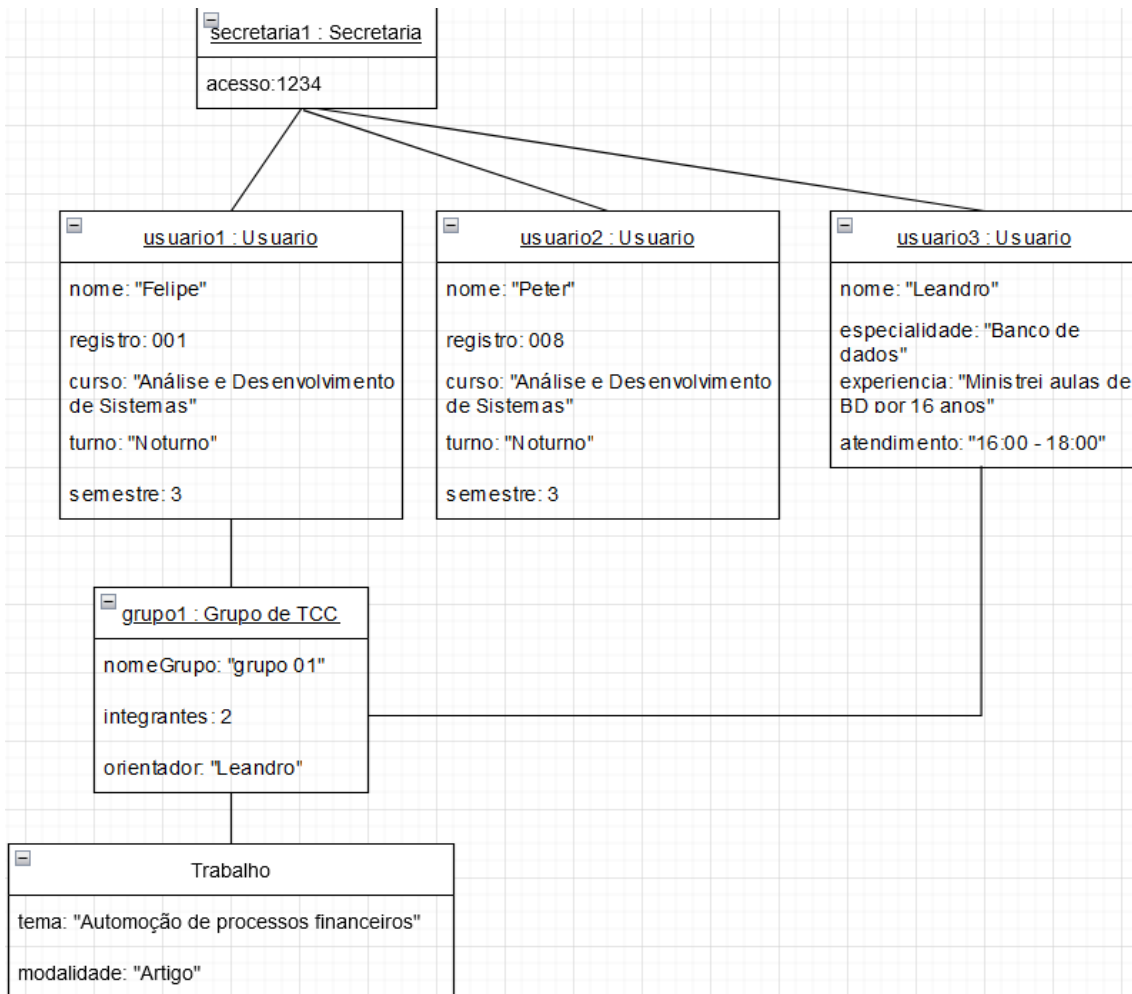 secretaria1 : Secretaria
acesso:1234
usuario1 : Usuario
nome: "Felipe"
registro: 001
curso: "Análise e Desenvolvimento
de Sistemas"
turno: "Noturno"
semestre: 3
usuario2 : Usuario
nome: "Peter"
registro: 008
curso: "Análise e Desenvolvimento
de Sistemas"
turno: "Noturno"
semestre: 3
usuario3 : Usuario
nome: "Leandro"
especialidade: "Banco de
dados"
experiencia: "Ministrei aulas de
BD por 16 anos"
atendimento: "16:00 - 18:00"
grupo1 : Grupo de TCC
nomeGrupo: "grupo 01"
integrantes: 2
orientador: "Leandro"
Trabalho
tema: "Automoção de processos financeiros"
modalidade: "Artigo"